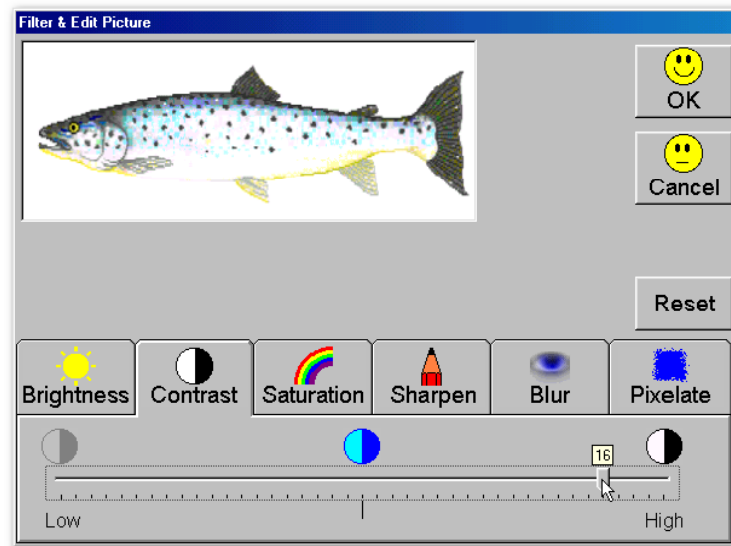 Filter & Edit Picture
OK
Cancel
Reset
Brightness Contrast Saturation Sharpen Blur Pixelate
16
Low High